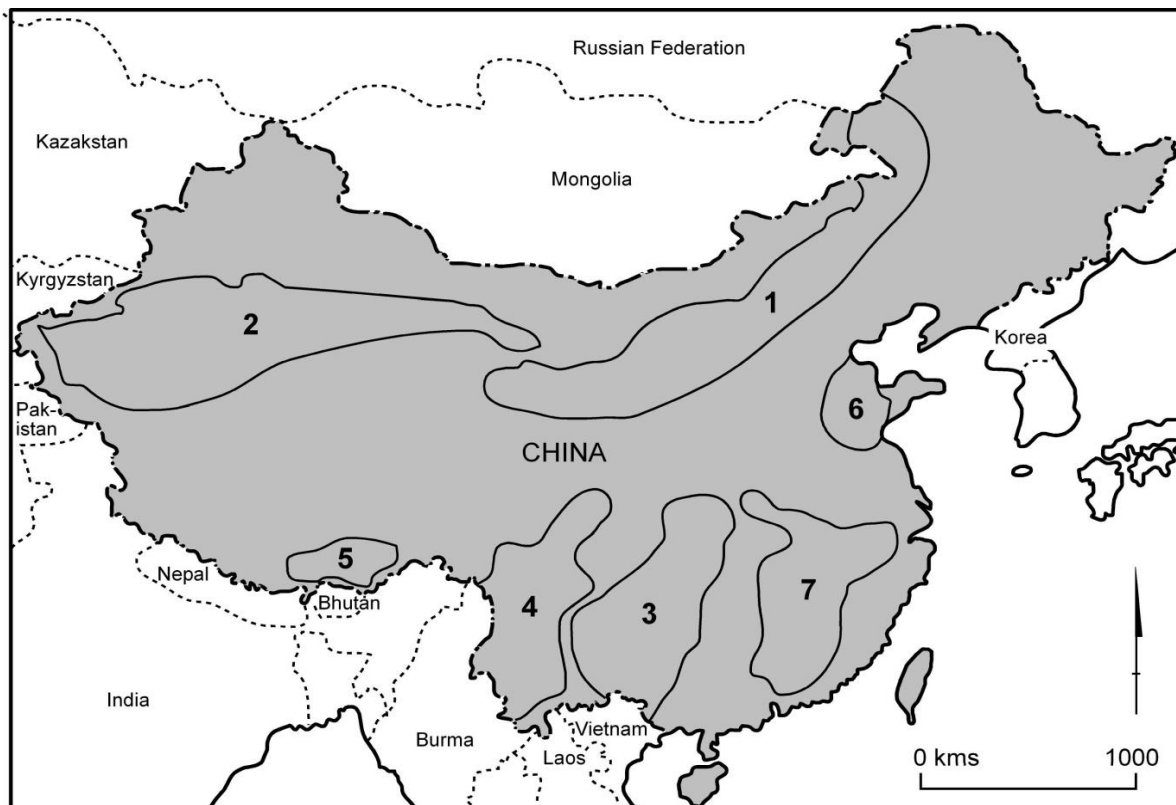 Russian Federation
Kazakstan
Mongolia
Kyrgyzstan
2
1
Korea
Pak-
istan
6
CHINA
5
Nepal
Bhután
4
3
7
India
Burma
Vietnam
Laos
0 kms 1000